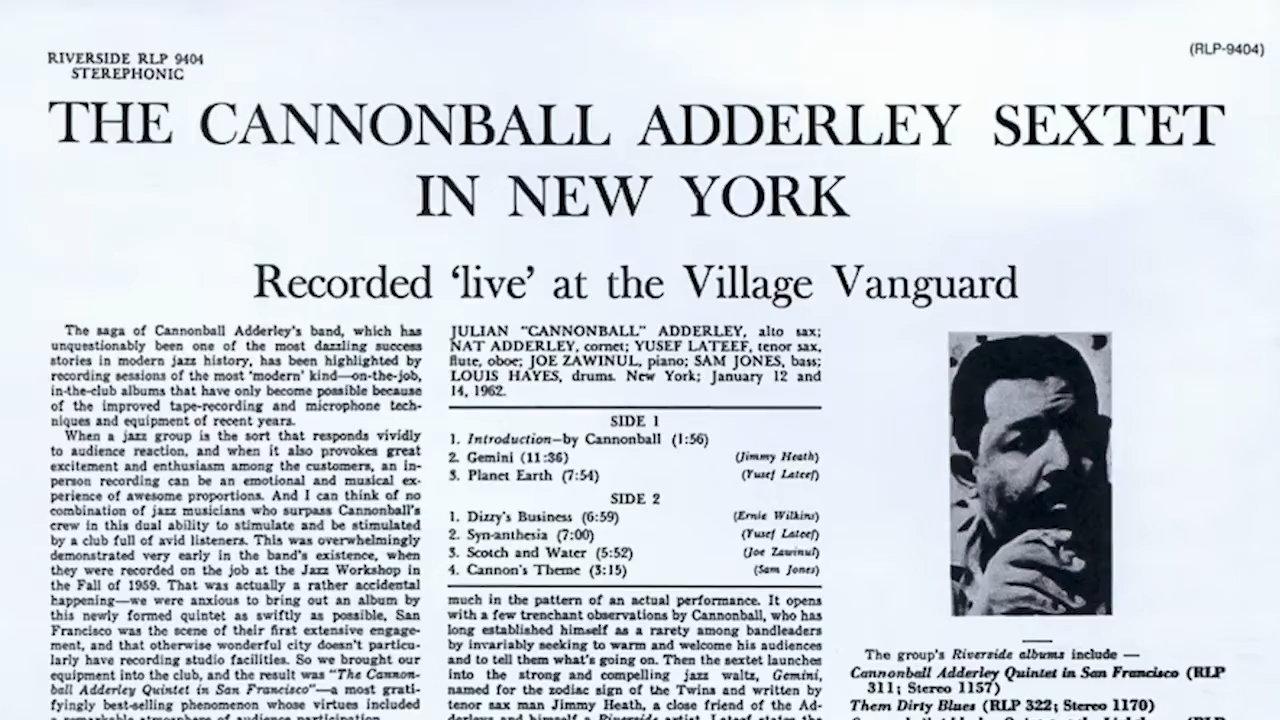 RIVERSIDE RLP 9404
STEREPHONIC
(RLP-9404)
THE CANNONBALL ADDERLEY SEXTET
IN NEW YORK
Recorded ‘live’ at the Village Vanguard
The saga of Cannonball Adderley's band, which has
unquestionably been one of the most dazzling success
stories in modern jazz history, has been highlighted by
recording sessions of the most 'modern' kind—on-the-job,
in-the-club albums that have only become possible because
of the improved tape-recording and microphone tech-
niques and equipment of recent years.
When a jazz group is the sort that responds vividly
to audience reaction, and when it also provokes great
excitement and enthusiasm among the customers, an in-
person recording can be an emotional and musical ex-
perience of awesome proportions. And I can think of no
combination of jazz musicians who surpass Cannonball's
crew in this dual ability to stimulate and be stimulated
by a club full of avid listeners. This was overwhelmingly
demonstrated very early in the band's existence, when
they were recorded on the job at the Jazz Workshop in
the Fall of 1959. That was actually a rather accidental
happening—we were anxious to bring out an album by
this newly formed quintet as swiftly as possible, San
Francisco was the scene of their first extensive engage-
ment, and that otherwise wonderful city doesn't particu-
larly have recording studio facilities. So we brought our
equipment into the club, and the result was "The Cannon-
ball Adderley Quintet in San Francisco"—a most grati-
fyingly best-selling phenomenon whose virtues included
a remarkable atmosphere of audience participation.
JULIAN "CANNONBALL" ADDERLEY, alto sax;
NAT ADDERLEY, cornet; YUSEF LATEEF, tenor sax,
flute, oboe; JOE ZAWINUL, piano; SAM JONES, bass;
LOUIS HAYES, drums. New York; January 12 and
14, 1962.
SIDE 1
1. Introduction—by Cannonball (1:56)
2. Gemini (11:36) (Jimmy Heath)
3. Planet Earth (7:54) (Yusef Lateef)
SIDE 2
1. Dizzy's Business (6:59) (Ernie Wilkins)
2. Syn-anthesia (7:00) (Yusef Lateef)
3. Scotch and Water (5:52) (Joe Zawinul)
4. Cannon's Theme (3:15) (Sam Jones)
much in the pattern of an actual performance. It opens
with a few trenchant observations by Cannonball, who has
long established himself as a rarety among bandleaders
by invariably seeking to warm and welcome his audiences
and to tell them what's going on. Then the sextet launches
into the strong and compelling jazz waltz, Gemini,
named for the zodiac sign of the Twins and written by
tenor sax man Jimmy Heath, a close friend of the Ad-
derleys and himself a Riverside artist. Lateef states the
The group's Riverside albums include —
Cannonball Adderley Quintet in San Francisco (RLP
311; Stereo 1157)
Them Dirty Blues (RLP 322; Stereo 1170)